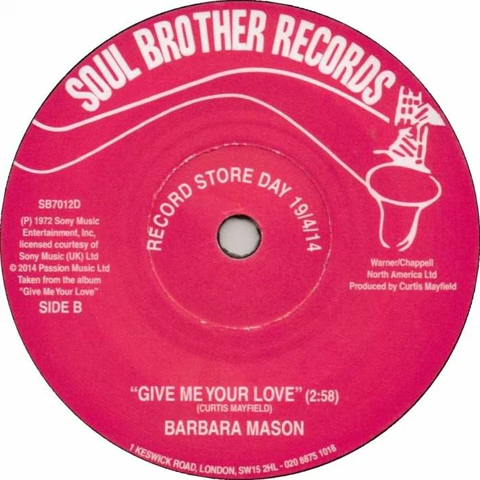 SOUL BROTHER RECORDS
RECORD STORE DAY 19/4/14
SB7012D
(P) 1972 Sony Music
Entertainment, Inc,
licensed courtesy of
Sony Music (UK) Ltd
© 2014 Passion Music Ltd
Taken from the album
"Give Me Your Love"
SIDE B
Warner/Chappell
North America Ltd
Produced by Curtis Mayfield
"GIVE ME YOUR LOVE" (2:58)
(CURTIS MAYFIELD)
BARBARA MASON
1 KESWICK ROAD, LONDON, SW15 2HL - 020 8875 1018